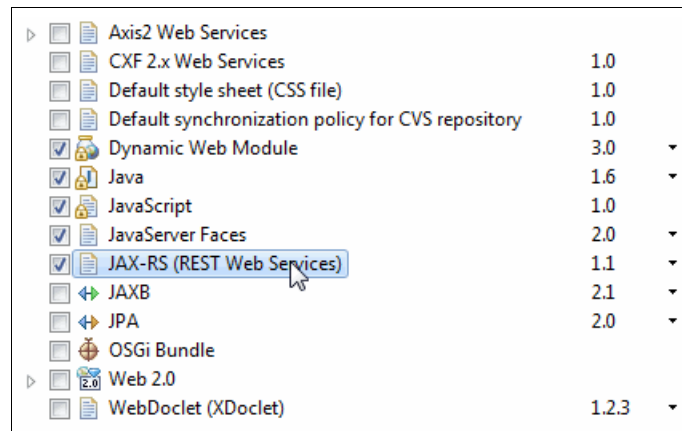 Axis2 Web Services
CXF 2.x Web Services 1.0
Default style sheet (CSS file) 1.0
Default synchronization policy for CVS repository 1.0
Dynamic Web Module 3.0
Java 1.6
JavaScript 1.0
JavaServer Faces 2.0
JAX-RS (REST Web Services) 1.1
JAXB 2.1
JPA 2.0
OSGi Bundle
2.0 Web 2.0
WebDoclet (XDoclet) 1.2.3